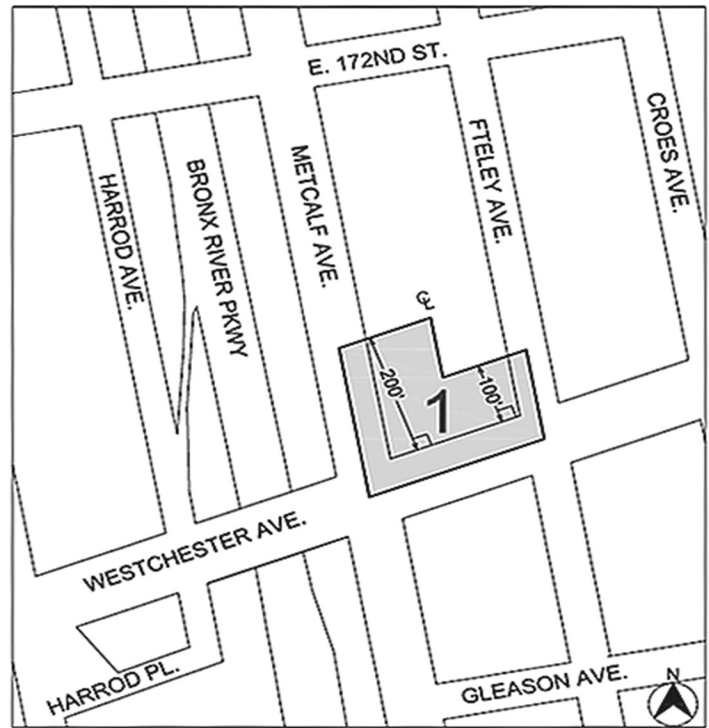 E. 172ND ST.
CROES AVE.
FTELEY AVE.
METCALF AVE.
BRONX RIVER PKWY
HARROD AVE.
℄
200'
100'
1
WESTCHESTER AVE.
HARROD PL.
GLEASON AVE.
N